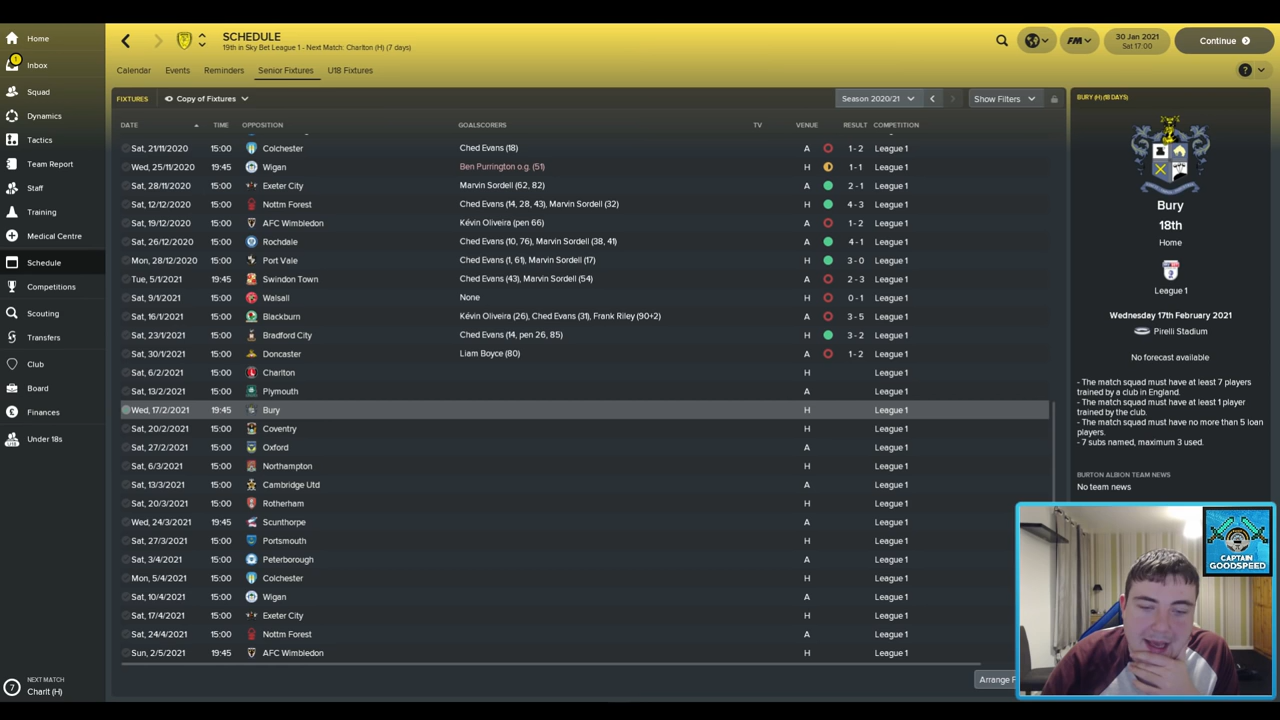 Home
Inbox
1
Squad
Dynamics
Tactics
Team Report
Staff
Training
Medical Centre
Schedule
Competitions
Scouting
Transfers
Club
Board
Finances
Under 18s
7
NEXT MATCH
Charlt (H)
SCHEDULE
19th in Sky Bet League 1 - Next Match: Charlton (H) (7 days)
FM
30 Jan 2021
Sat 17:00
Continue
Calendar Events Reminders Senior Fixtures U18 Fixtures
?
FIXTURES Copy of Fixtures Season 2020/21 Show Filters
DATE TIME OPPOSITION GOALSCORERS TV VENUE RESULT COMPETITION
Sat, 21/11/2020 15:00 Colchester Ched Evans (18) A 1 - 2 League 1
Wed, 25/11/2020 19:45 Wigan Ben Purrington o.g. (51) H 1-1 League 1
Sat, 28/11/2020 15:00 Exeter City Marvin Sordell (62, 82) A 2 - 1 League 1
Sat, 12/12/2020 15:00 Nottm Forest Ched Evans (14, 28, 43), Marvin Sordell (32) H 4 - 3 League 1
Sat, 19/12/2020 15:00 AFC Wimbledon Kévin Oliveira (pen 66) A 1 - 2 League 1
Sat, 26/12/2020 15:00 Rochdale Ched Evans (10, 76), Marvin Sordell (38, 41) A 4 - 1 League 1
Mon, 28/12/2020 15:00 Port Vale Ched Evans (1, 61), Marvin Sordell (17) H 3 - 0 League 1
Tue, 5/1/2021 19:45 Swindon Town Ched Evans (43), Marvin Sordell (54) A 2 - 3 League 1
Sat, 9/1/2021 15:00 Walsall None H 0 - 1 League 1
Sat, 16/1/2021 15:00 Blackburn Kévin Oliveira (26), Ched Evans (31), Frank Riley (90+2) A 3 - 5 League 1
Sat, 23/1/2021 15:00 Bradford City Ched Evans (14, pen 26, 85) H 3 - 2 League 1
Sat, 30/1/2021 15:00 Doncaster Liam Boyce (80) A 1 - 2 League 1
Sat, 6/2/2021 15:00 Charlton H League 1
Sat, 13/2/2021 15:00 Plymouth A League 1
Wed, 17/2/2021 19:45 Bury H League 1
Sat, 20/2/2021 15:00 Coventry H League 1
Sat, 27/2/2021 15:00 Oxford A League 1
Sat, 6/3/2021 15:00 Northampton H League 1
Sat, 13/3/2021 15:00 Cambridge Utd A League 1
Sat, 20/3/2021 15:00 Rotherham H League 1
Wed, 24/3/2021 19:45 Scunthorpe A League 1
Sat, 27/3/2021 15:00 Portsmouth H League 1
Sat, 3/4/2021 15:00 Peterborough A League 1
Mon, 5/4/2021 15:00 Colchester H League 1
Sat, 10/4/2021 15:00 Wigan A League 1
Sat, 17/4/2021 15:00 Exeter City H League 1
Sat, 24/4/2021 15:00 Nottm Forest A League 1
Sun, 2/5/2021 19:45 AFC Wimbledon H League 1
Arrange F
BURY (H) (18 DAYS)
Bury
18th
Home
League 1
Wednesday 17th February 2021
Pirelli Stadium
No forecast available
- The match squad must have at least 7 players
trained by a club in England.
- The match squad must have at least 1 player
trained by the club.
- The match squad must have no more than 5 loan
players.
- 7 subs named, maximum 3 used.
BURTON ALBION TEAM NEWS
No team news
CAPTAIN
GOODSPEED